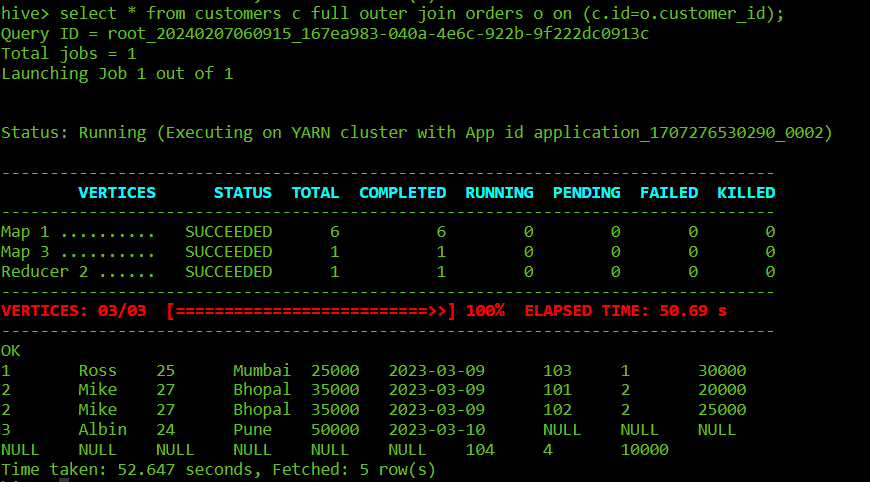 hive> select * from customers c full outer join orders o on (c.id=o.customer_id);
Query ID = root_20240207060915_167ea983-040a-4e6c-922b-9f222dc0913c
Total jobs = 1
Launching Job 1 out of 1
Status: Running (Executing on YARN cluster with App id application_1707276530290_0002)
--------------------------------------------------------------------------------
VERTICES STATUS TOTAL COMPLETED RUNNING PENDING FAILED KILLED
--------------------------------------------------------------------------------
Map 1 .......... SUCCEEDED 6 6 0 0 0 0
Map 3 .......... SUCCEEDED 1 1 0 0 0 0
Reducer 2 ...... SUCCEEDED 1 1 0 0 0 0
--------------------------------------------------------------------------------
VERTICES: 03/03 [==========================>>] 100% ELAPSED TIME: 50.69 s
--------------------------------------------------------------------------------
OK
1 Ross 25 Mumbai 25000 2023-03-09 103 1 30000
2 Mike 27 Bhopal 35000 2023-03-09 101 2 20000
2 Mike 27 Bhopal 35000 2023-03-09 102 2 25000
3 Albin 24 Pune 50000 2023-03-10 NULL NULL NULL
NULL NULL NULL NULL NULL NULL 104 4 10000
Time taken: 52.647 seconds, Fetched: 5 row(s)